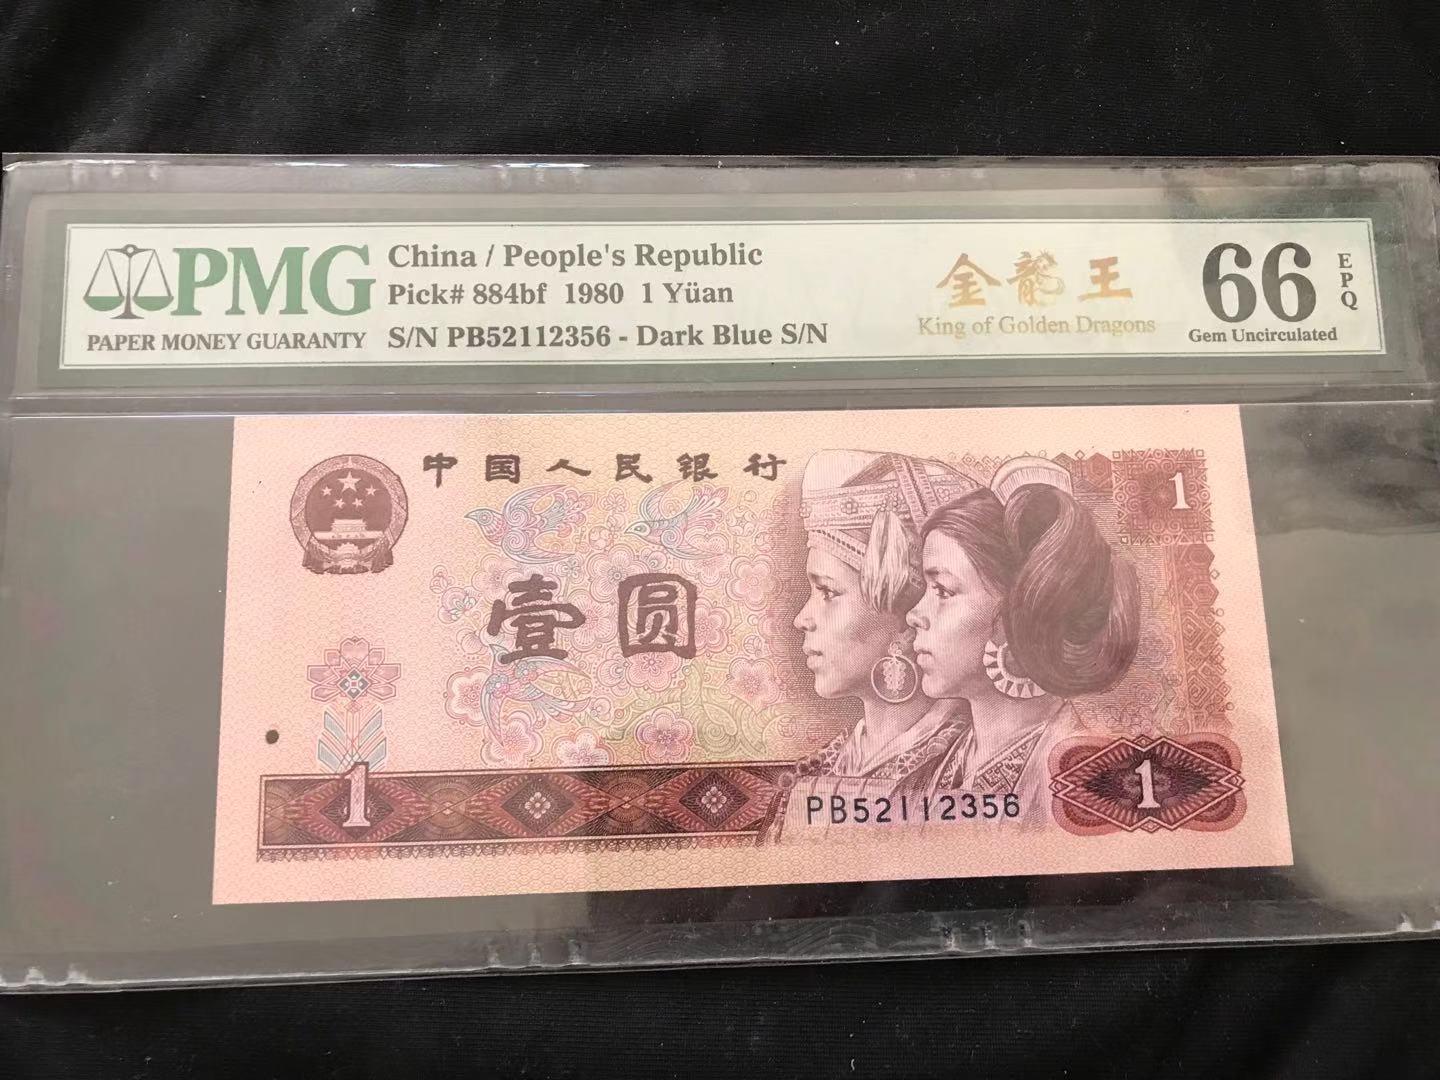 PMG
PAPER MONEY GUARANTY
China / People's Republic
Pick# 884bf 1980 1 Yüan
S/N PB52112356 - Dark Blue S/N
金龍王
King of Golden Dragons
66
EPQ
Gem Uncirculated
中国人民银行
1
壹圆
1
PB52112356
1